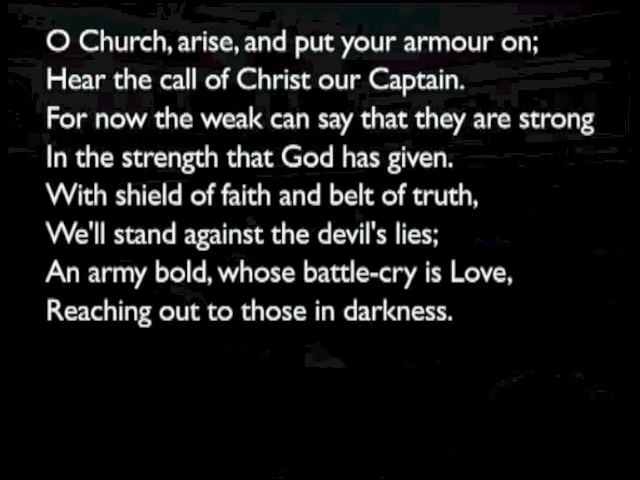 O Church, arise, and put your armour on;
Hear the call of Christ our Captain.
For now the weak can say that they are strong
In the strength that God has given.
With shield of faith and belt of truth,
We'll stand against the devil's lies;
An army bold, whose battle-cry is Love,
Reaching out to those in darkness.